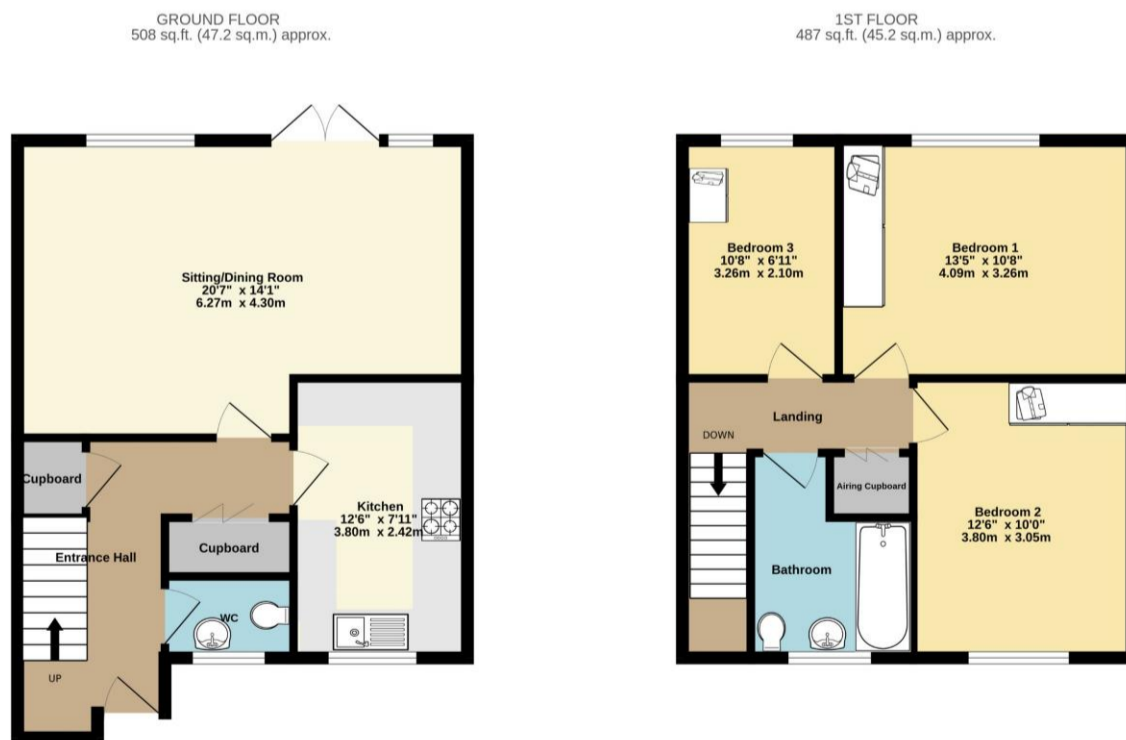 GROUND FLOOR
508 sq.ft. (47.2 sq.m.) approx.
Sitting/Dining Room
20'7" x 14'1"
6.27m x 4.30m
Cupboard
Kitchen
12'6" x 7'11"
3.80m x 2.42m
Cupboard
Entrance Hall
WC
UP
1ST FLOOR
487 sq.ft. (45.2 sq.m.) approx.
Bedroom 3
10'8" x 6'11"
3.26m x 2.10m
Bedroom 1
13'5" x 10'8"
4.09m x 3.26m
Landing
DOWN
Airing Cupboard
Bedroom 2
12'6" x 10'0"
3.80m x 3.05m
Bathroom